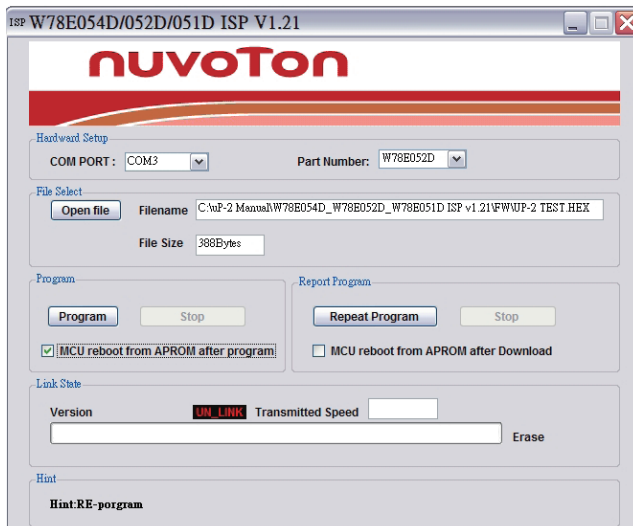 ISP W78E054D/052D/051D ISP V1.21
nuvoTon
Hardward Setup
COM PORT : COM3 Part Number: W78E052D
File Select
Open file Filename C:\uP-2 Manual\W78E054D_W78E052D_W78E051D ISP v1.21\FW\UP-2 TEST.HEX
File Size 388Bytes
Program Report Program
Program Stop Repeat Program Stop
MCU reboot from APROM after program MCU reboot from APROM after Download
Link State
Version UN_LINK Transmitted Speed
Erase
Hint
Hint:RE-porgram